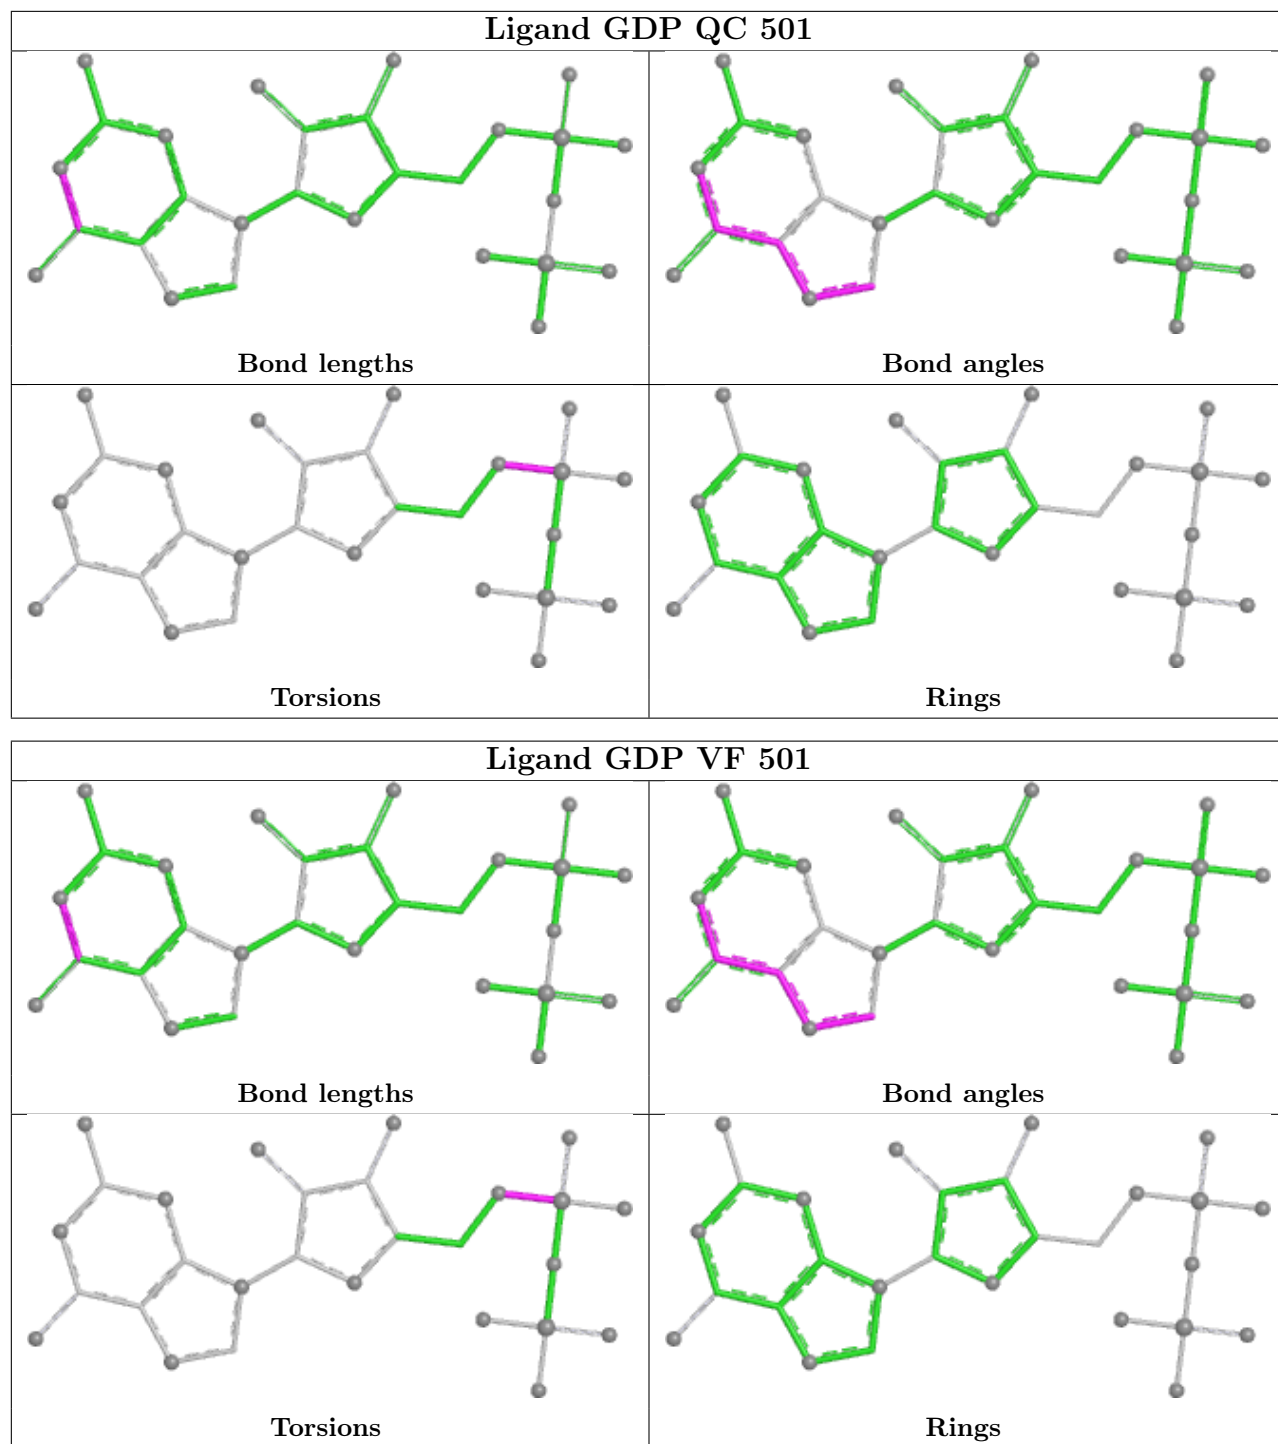 Ligand GDP QC 501
Bond lengths
Bond angles
Torsions
Rings
Ligand GDP VF 501
Bond lengths
Bond angles
Torsions
Rings